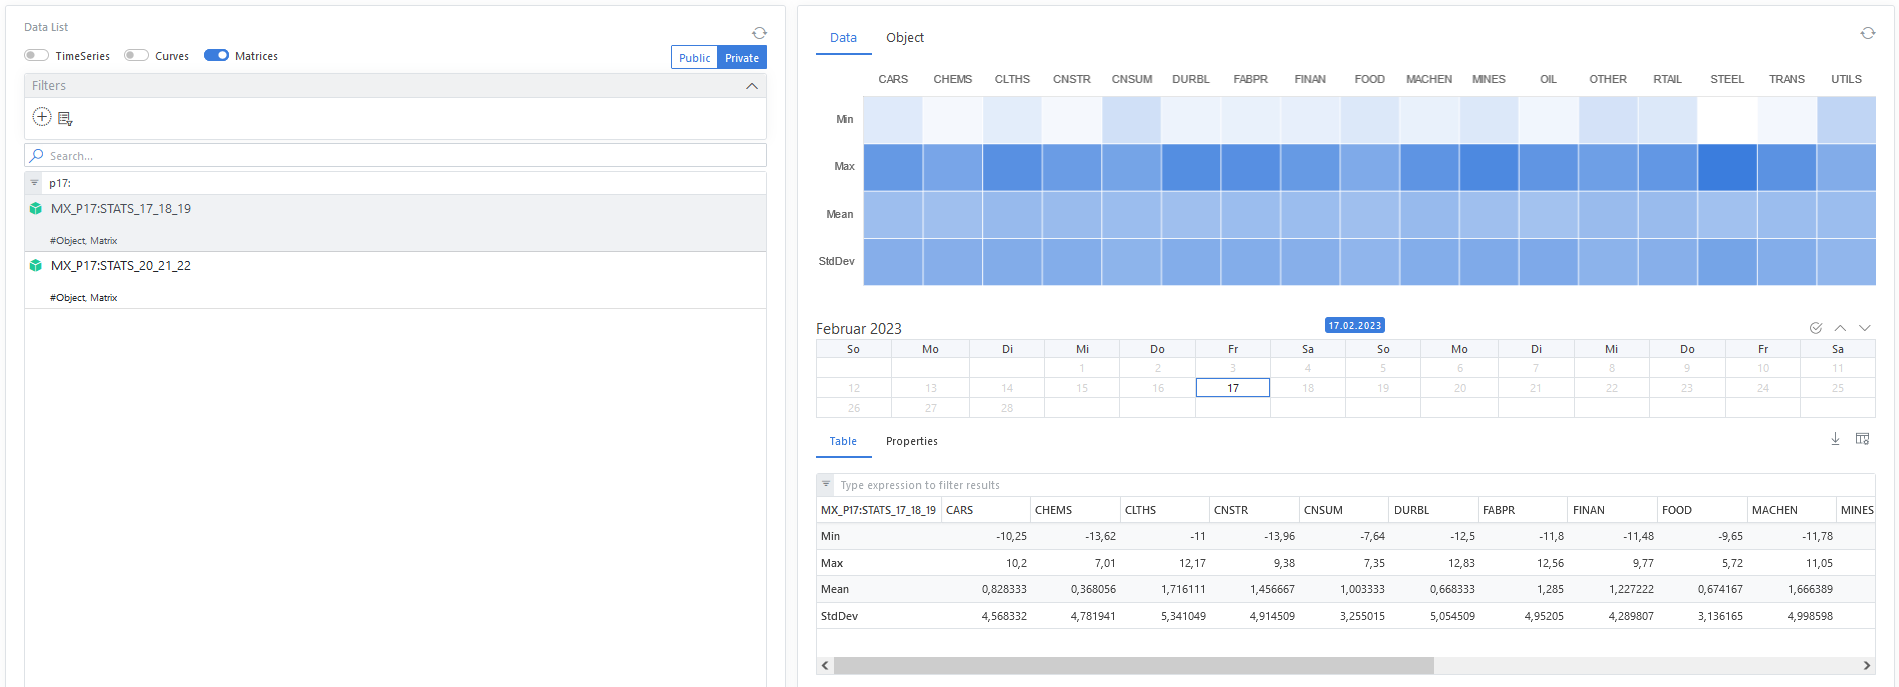 Data List
TimeSeries Curves Matrices Public Private
Filters
Search...
p17:
MX_P17:STATS_17_18_19
#Object, Matrix
MX_P17:STATS_20_21_22
#Object, Matrix
Data Object
CARS CHEMS CLTHS CNSTR CNSUM DURBL FABPR FINAN FOOD MACHEN MINES OIL OTHER RTAIL STEEL TRANS UTILS
Min
Max
Mean
StdDev
Februar 2023 17.02.2023
So Mo Di Mi Do Fr Sa So Mo Di Mi Do Fr Sa
1 2 3 4 5 6 7 8 9 10 11
12 13 14 15 16 17 18 19 20 21 22 23 24 25
26 27 28
Table Properties
Type expression to filter results
MX_P17:STATS_17_18_19 CARS CHEMS CLTHS CNSTR CNSUM DURBL FABPR FINAN FOOD MACHEN MINES
Min -10,25 -13,62 -11 -13,96 -7,64 -12,5 -11,8 -11,48 -9,65 -11,78
Max 10,2 7,01 12,17 9,38 7,35 12,83 12,56 9,77 5,72 11,05
Mean 0,828333 0,368056 1,716111 1,456667 1,003333 0,668333 1,285 1,227222 0,674167 1,666389
StdDev 4,568332 4,781941 5,341049 4,914509 3,255015 5,054509 4,95205 4,289807 3,136165 4,998598